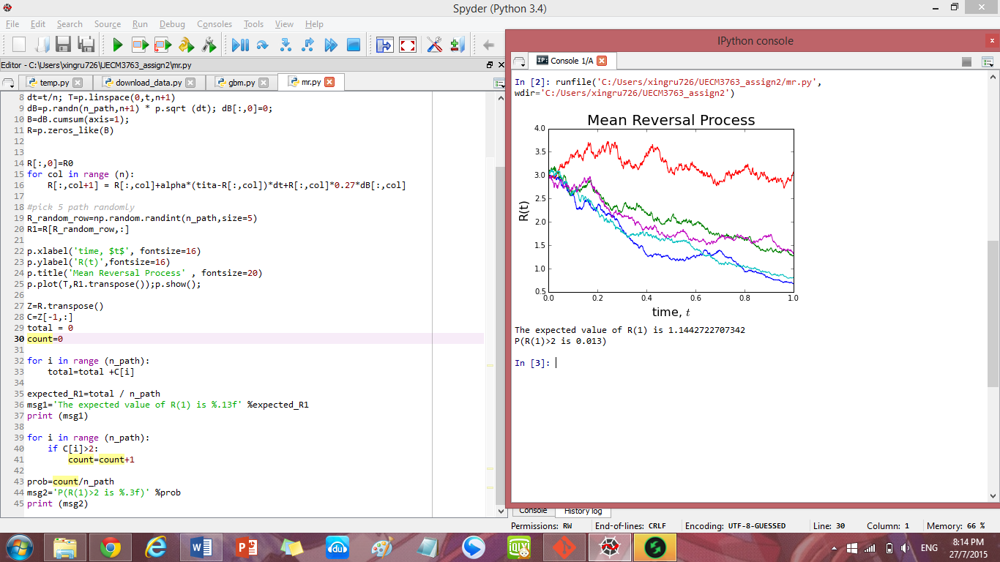 Spyder (Python 3.4)
File Edit Search Source Run Debug Consoles Tools View Help
Editor - C:\Users\xingru726\UECM3763_assign2\mr.py
temp.py download_data.py gbm.py mr.py
8 dt=t/n; T=p.linspace(0,t,n+1)
9 dB=p.randn(n_path,n+1) * p.sqrt (dt); dB[:,0]=0;
10 B=dB.cumsum(axis=1);
11 R=p.zeros_like(B)
12
13
14 R[:,0]=R0
15 for col in range (n):
16     R[:,col+1] = R[:,col]+alpha*(tita-R[:,col])*dt+R[:,col]*0.27*dB[:,col]
17
18 #pick 5 path randomly
19 R_random_row=np.random.randint(n_path,size=5)
20 R1=R[R_random_row,:]
21
22 p.xlabel('time, $t$', fontsize=16)
23 p.ylabel('R(t)',fontsize=16)
24 p.title('Mean Reversal Process' , fontsize=20)
25 p.plot(T,R1.transpose());p.show();
26
27 Z=R.transpose()
28 C=Z[-1,:]
29 total = 0
30 count=0
31
32 for i in range (n_path):
33     total=total +C[i]
34
35 expected_R1=total / n_path
36 msg1='The expected value of R(1) is %.13f' %expected_R1
37 print (msg1)
38
39 for i in range (n_path):
40     if C[i]>2:
41         count=count+1
42
43 prob=count/n_path
44 msg2='P(R(1)>2 is %.3f)' %prob
45 print (msg2)
IPython console
IP: Console 1/A
In [2]: runfile('C:/Users/xingru726/UECM3763_assign2/mr.py',
wdir='C:/Users/xingru726/UECM3763_assign2')
Mean Reversal Process
4.0
3.5
3.0
2.5
2.0
1.5
1.0
0.5
R(t)
0.0 0.2 0.4 0.6 0.8 1.0
time, t
The expected value of R(1) is 1.1442722707342
P(R(1)>2 is 0.013)
In [3]:
Console History log
Permissions: RW End-of-lines: CRLF Encoding: UTF-8-GUESSED Line: 30 Column: 1 Memory: 66 %
W P du QIYI ENG 8:14 PM
27/7/2015